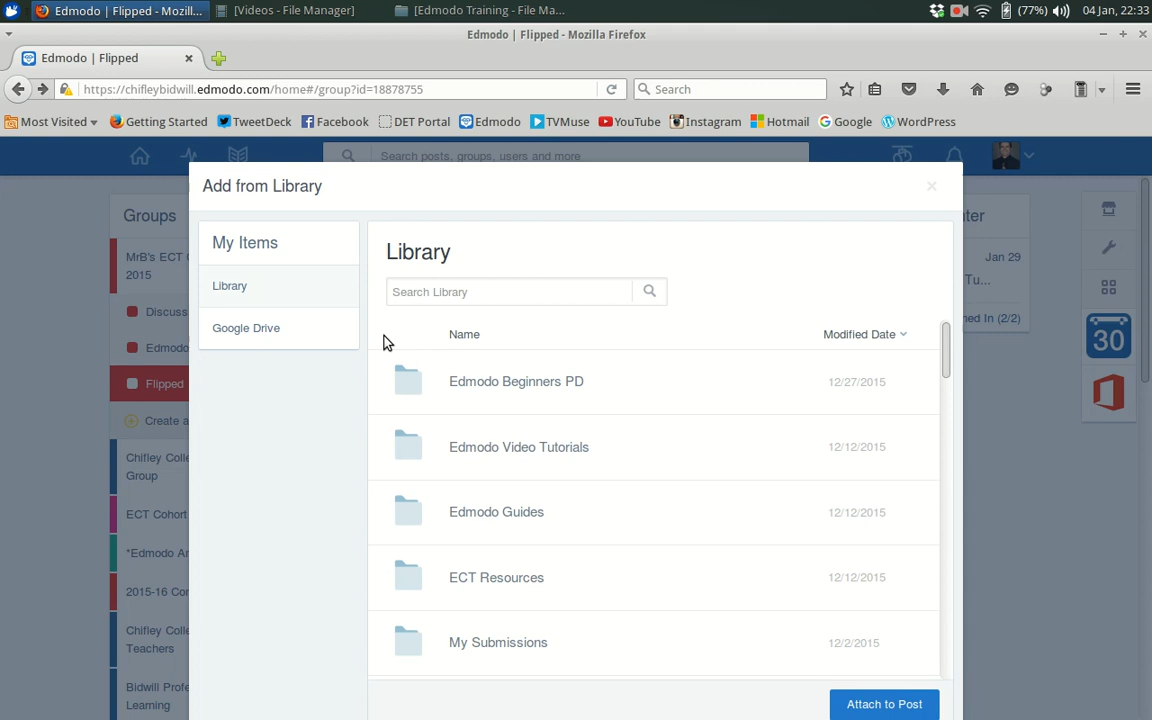 Edmodo | Flipped - Mozill...
[Videos - File Manager]
[Edmodo Training - File Ma...
(77%)
04 Jan, 22:33
Edmodo | Flipped - Mozilla Firefox
Edmodo | Flipped
https://chifleybidwill.edmodo.com/home#/group?id=18878755
Search
Most Visited
Getting Started
TweetDeck
Facebook
DET Portal
Edmodo
TVMuse
YouTube
Instagram
Hotmail
Google
WordPress
Search posts, groups, users and more
Add from Library
Groups
MrB's ECT
2015
Discuss
Edmodo
Flipped
Create a
Chifley Colle
Group
ECT Cohort
*Edmodo
2015-16
Chifley Colle
Teachers
Bidwill Profe
Learning
My Items
Library
Google Drive
Library
Search Library
Name
Modified Date
Edmodo Beginners PD
12/27/2015
Edmodo Video Tutorials
12/12/2015
Edmodo Guides
12/12/2015
ECT Resources
12/12/2015
My Submissions
12/2/2015
Attach to Post
nter
Jan 29
Tu...
ned In (2/2)
30